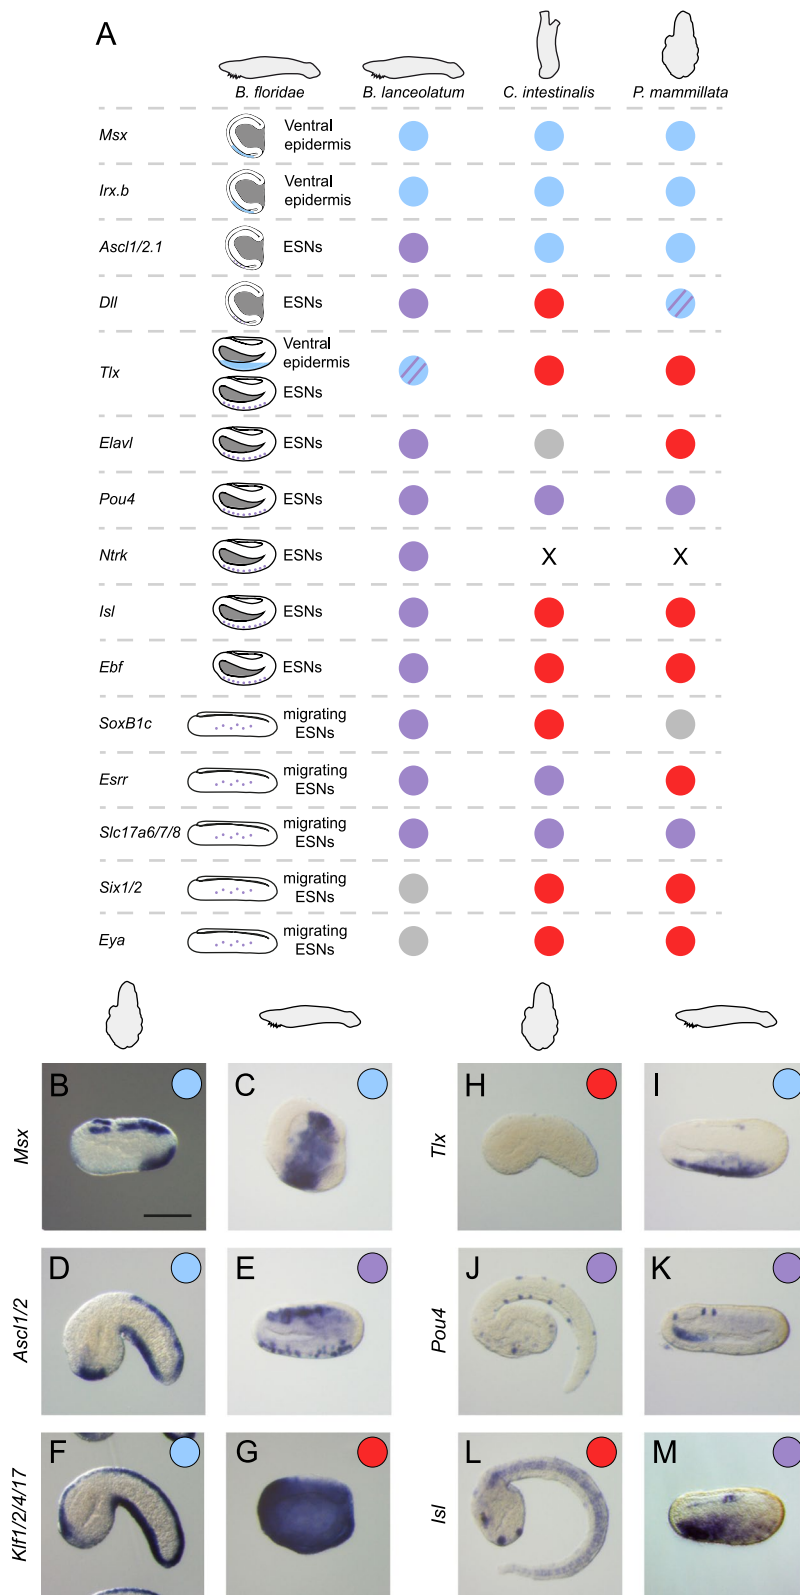 A
B. floridae B. lanceolatum C. intestinalis P. mammillata
Msx Ventral epidermis
Irx.b Ventral epidermis
Ascl1/2.1 ESNs
Dll ESNs
Tlx Ventral epidermis
ESNs
Elavl ESNs
Pou4 ESNs
Ntrk ESNs X X
Isl ESNs
Ebf ESNs
SoxB1c migrating ESNs
Esrr migrating ESNs
Slc17a6/7/8 migrating ESNs
Six1/2 migrating ESNs
Eya migrating ESNs
Msx B C Tlx H I
Ascl1/2 D E Pou4 J K
Klf1/2/4/17 F G Isl L M